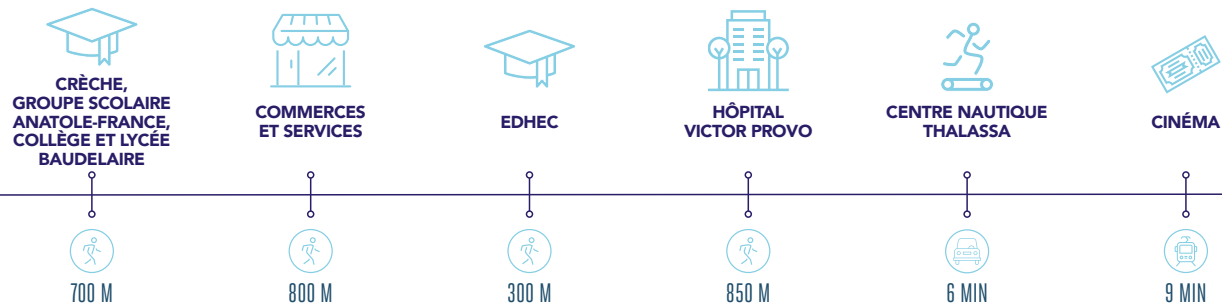 CRÈCHE,
GROUPE SCOLAIRE
ANATOLE-FRANCE,
COLLÈGE ET LYCÉE
BAUDELAIRE
COMMERCES
ET SERVICES
EDHEC
HÔPITAL
VICTOR PROVO
CENTRE NAUTIQUE
THALASSA
CINÉMA
700 M
800 M
300 M
850 M
6 MIN
9 MIN